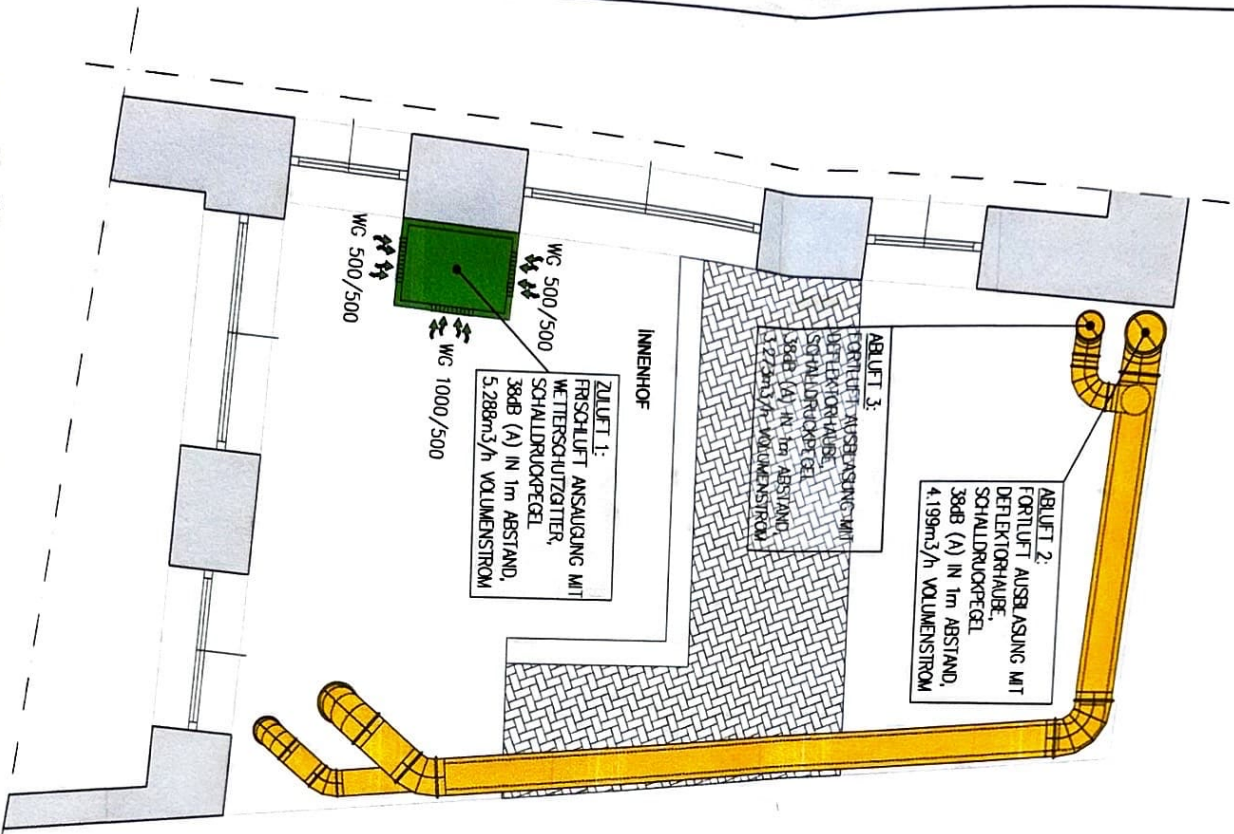 ABLUFT 2:
FORTLUFT AUSBLASUNG MIT
DEFLEKTORHAUBE,
SCHALLDRUCKPEGEL
38dB (A) IN 1m ABSTAND,
4.199m3/h VOLUMENSTROM
ABLUFT 3:
FORTLUFT AUSBLASUNG MIT
DEFLEKTORHAUBE,
SCHALLDRUCKPEGEL
38dB (A) IN 1m ABSTAND,
3.273m3/h VOLUMENSTROM
INNENHOF
ZULUFT 1:
FRISCHLUFT ANSAUGUNG MIT
WETTERSCHUTZGITTER,
SCHALLDRUCKPEGEL
38dB (A) IN 1m ABSTAND,
5.288m3/h VOLUMENSTROM
WG 500/500
WG 1000/500
WG 500/500